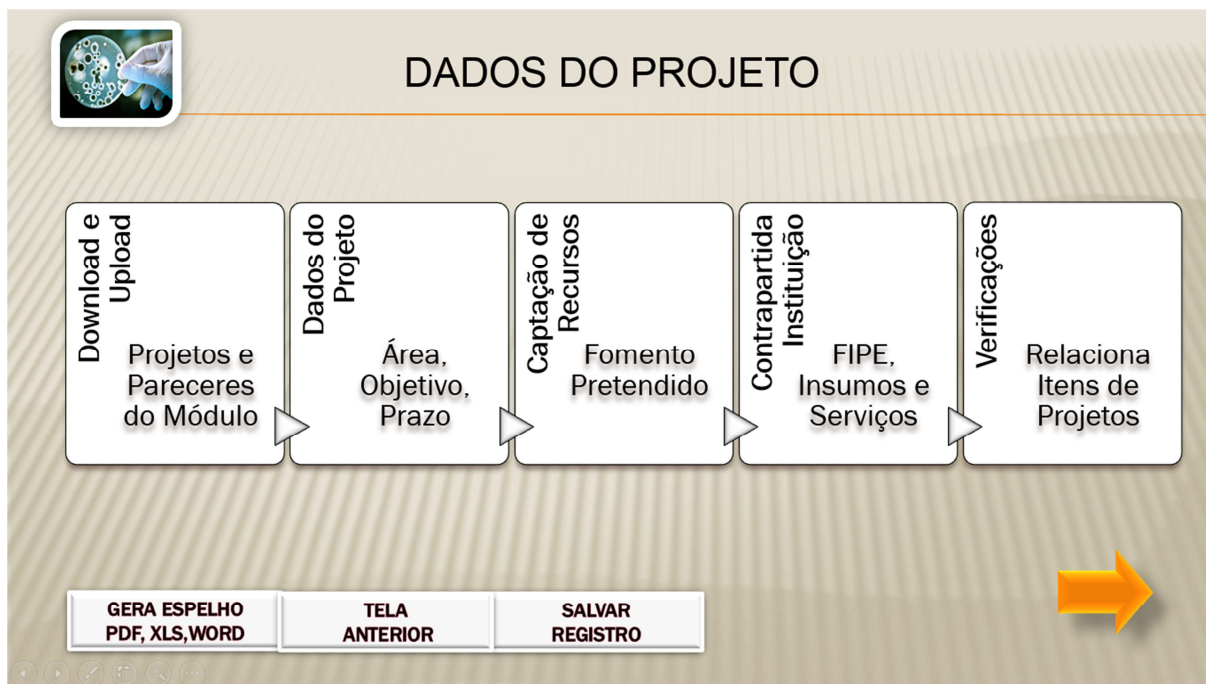 DADOS DO PROJETO
Download e
Upload
Projetos e
Pareceres
do Módulo
Dados do
Projeto
Área,
Objetivo,
Prazo
Captação de
Recursos
Fomento
Pretendido
Contrapartida
Instituição
FIPE,
Insumos e
Serviços
Verificações
Relaciona
Itens de
Projetos
GERA ESPELHO
PDF, XLS,WORD
TELA
ANTERIOR
SALVAR
REGISTRO